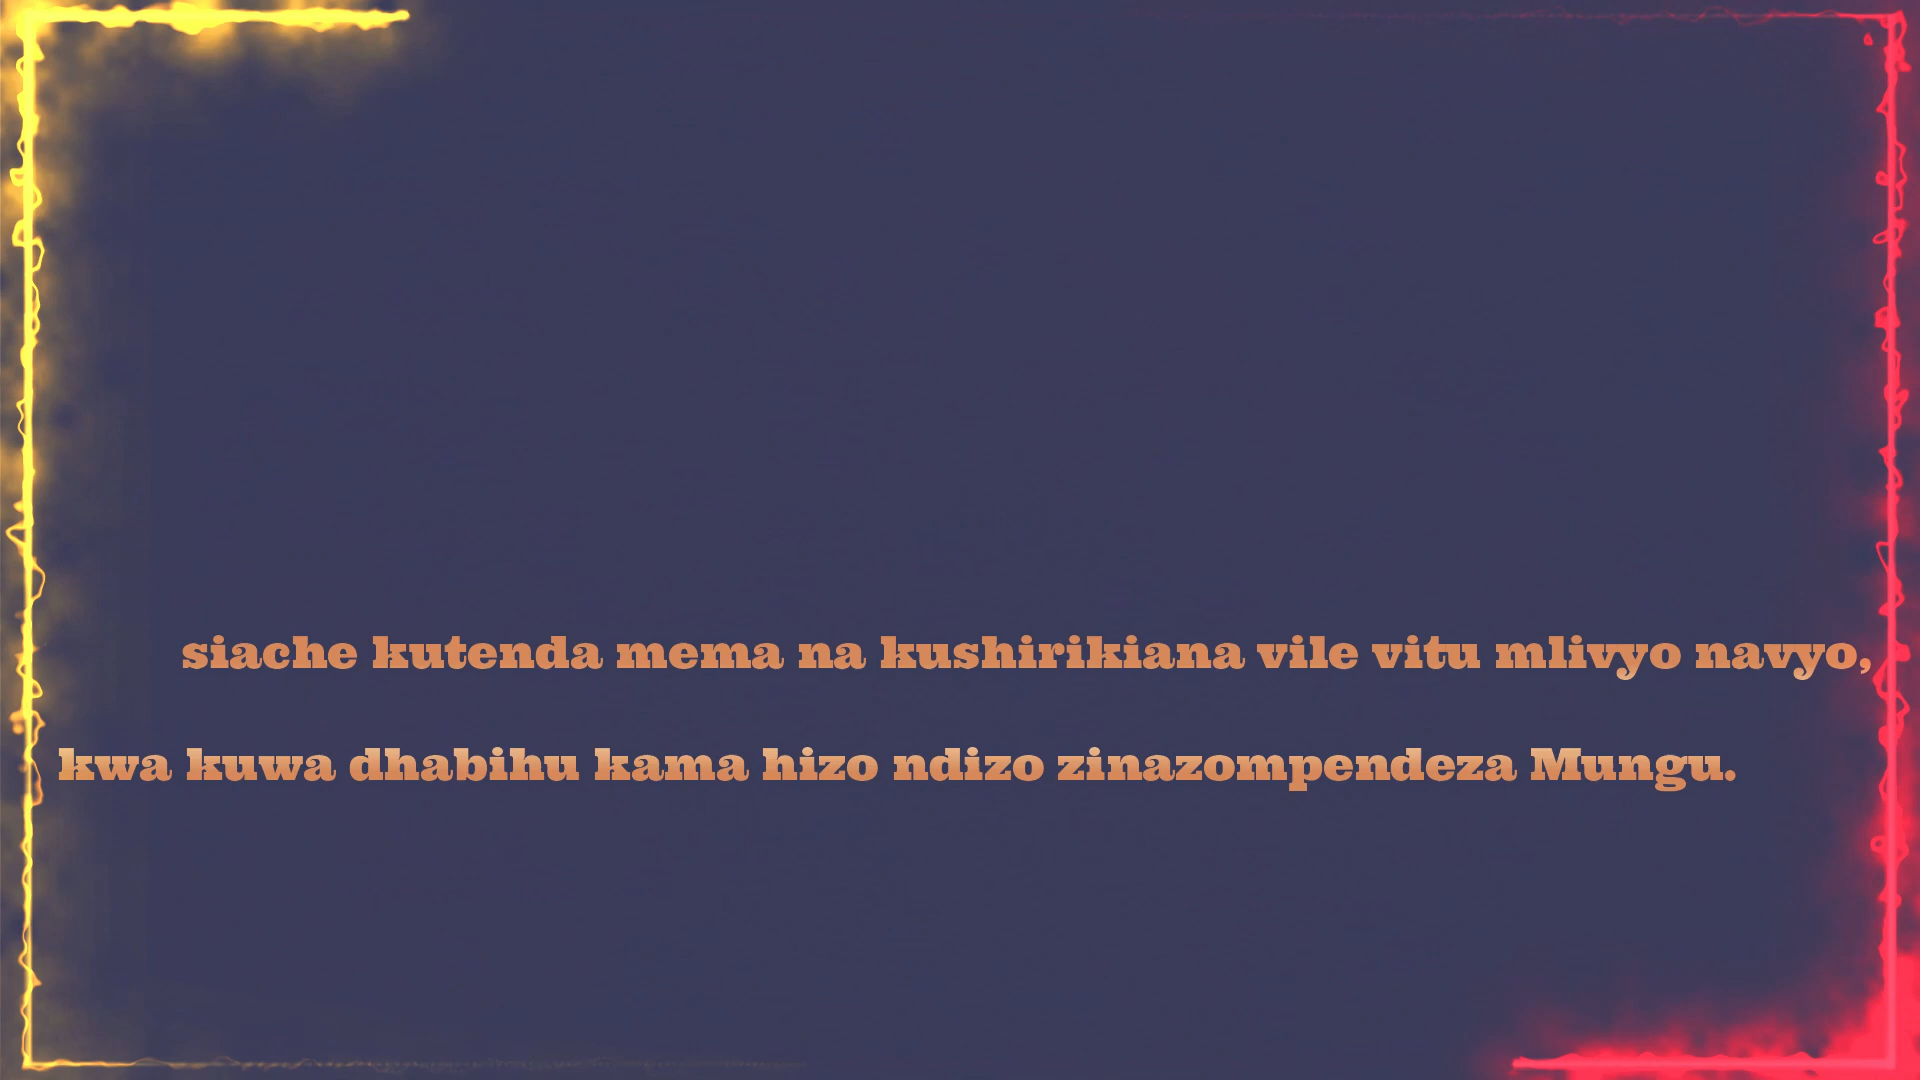 siache kutenda mema na kushirikiana vile vitu mlivyo navyo,
kwa kuwa dhabihu kama hizo ndizo zinazompendeza Mungu.